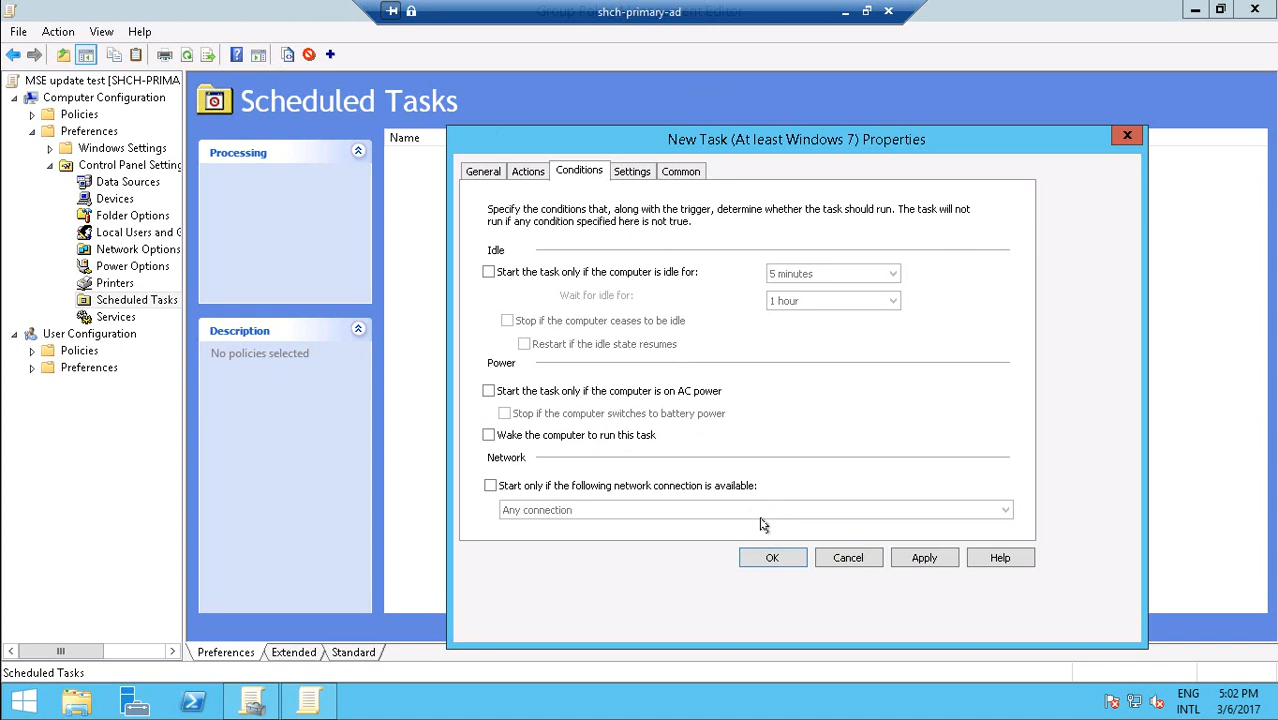 shch-primary-ad
File Action View Help
MSE update test [SHCH-PRIMA
Computer Configuration
Policies
Preferences
Windows Settings
Control Panel Setting
Data Sources
Devices
Folder Options
Local Users and G
Network Options
Power Options
Printers
Scheduled Tasks
Services
User Configuration
Policies
Preferences
Scheduled Tasks
Processing
Description
No policies selected
Name
New Task (At least Windows 7) Properties
General Actions Conditions Settings Common
Specify the conditions that, along with the trigger, determine whether the task should run. The task will not
run if any condition specified here is not true.
Idle
Start the task only if the computer is idle for: 5 minutes
Wait for idle for: 1 hour
Stop if the computer ceases to be idle
Restart if the idle state resumes
Power
Start the task only if the computer is on AC power
Stop if the computer switches to battery power
Wake the computer to run this task
Network
Start only if the following network connection is available:
Any connection
OK Cancel Apply Help
Preferences Extended Standard
Scheduled Tasks
ENG 5:02 PM
INTL 3/6/2017